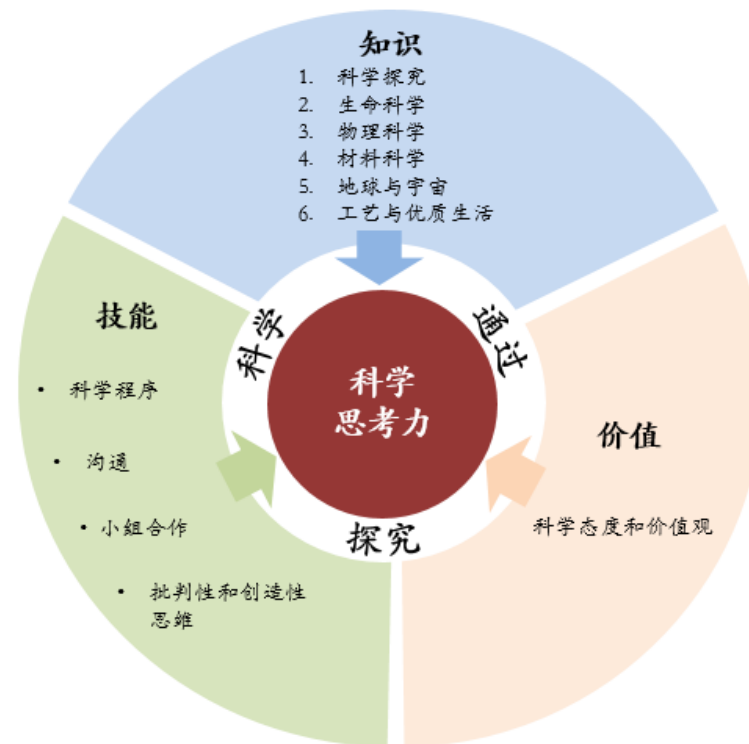 知识
1. 科学探究
2. 生命科学
3. 物理科学
4. 材料科学
5. 地球与宇宙
6. 工艺与优质生活
技能
• 科学程序
• 沟通
• 小组合作
• 批判性和创造性
思维
价值
科学态度和价值观
通过
科学
探究
科学
思考力